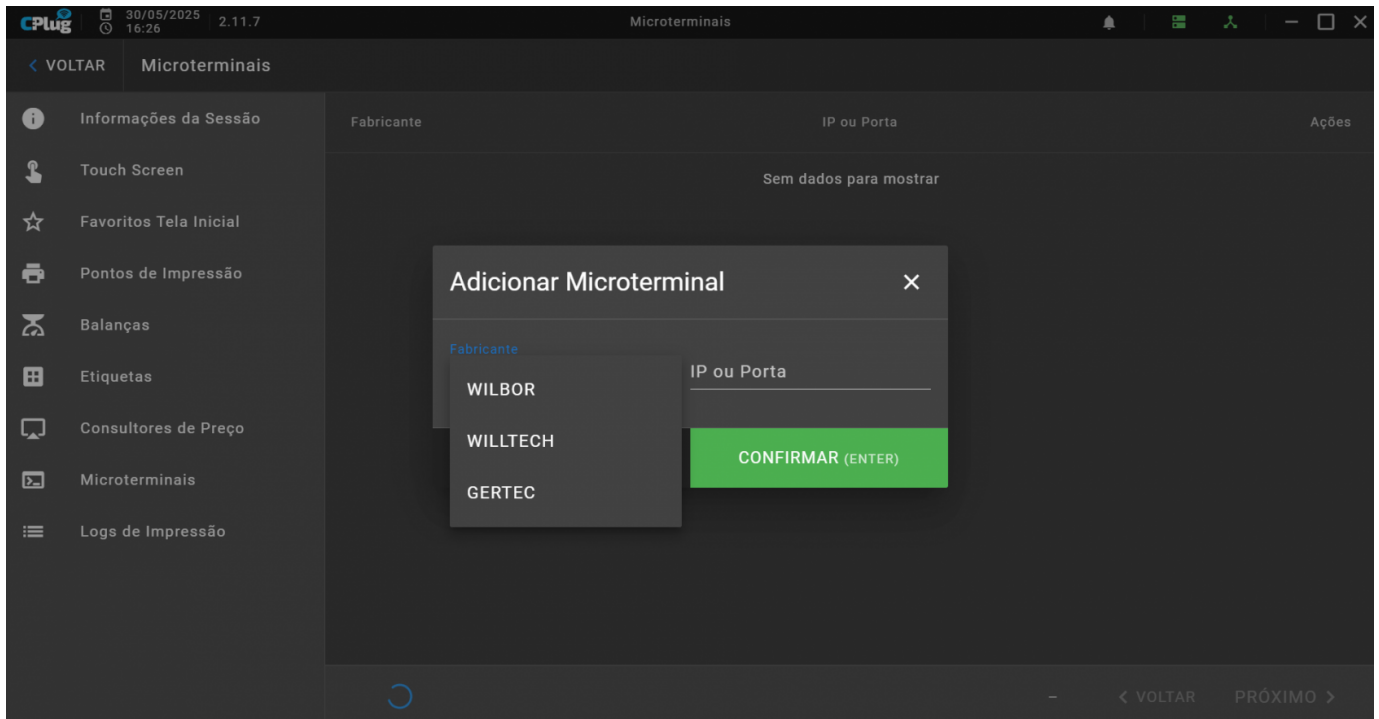 CPlug 30/05/2025 2.11.7 Microterminais
16:26
VOLTAR Microterminais
Informações da Sessão
Touch Screen
Favoritos Tela Inicial
Pontos de Impressão
Balanças
Etiquetas
Consultores de Preço
Microterminais
Logs de Impressão
Fabricante IP ou Porta Ações
Sem dados para mostrar
Adicionar Microterminal
Fabricante
WILBOR
WILLTECH
GERTEC
IP ou Porta
CONFIRMAR (ENTER)
– VOLTAR PRÓXIMO